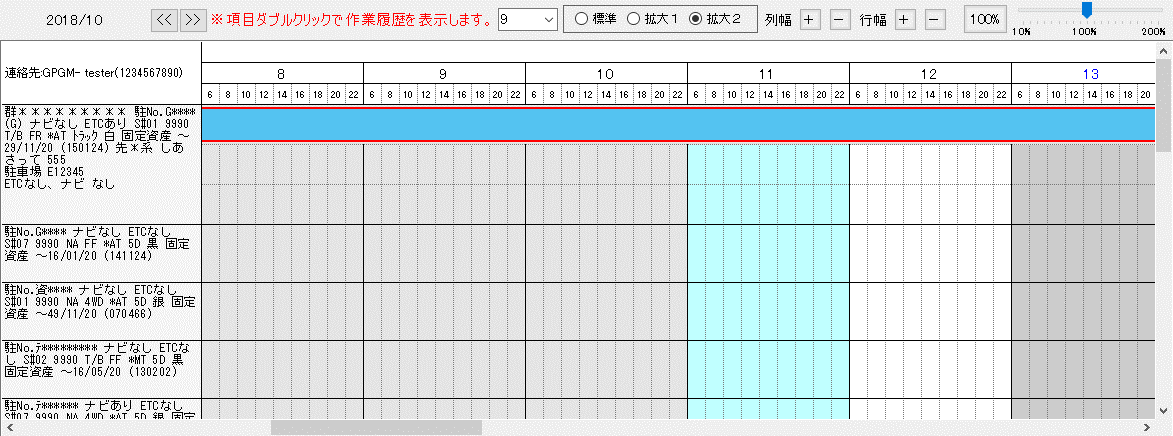 2018/10 << >> ※項目ダブルクリックで作業履歴を表示します。 9 標準 拡大1 拡大2 列幅 + - 行幅 + - 100% 10% 100% 200%
連絡先:GPGM- tester(1234567890)
8 9 10 11 12 13
6 8 10 12 14 16 18 20 22 6 8 10 12 14 16 18 20 22 6 8 10 12 14 16 18 20 22 6 8 10 12 14 16 18 20 22 6 8 10 12 14 16 18 20 22 6 8 10 12 14 16 18 20
群********* 駐No.G****
(G) ナビなし ETCあり S#01 9990
T/B FR *AT トラック 白 固定資産 ~
29/11/20 (150124) 先*系 しあ
さって 555
駐車場 E12345
ETCなし、ナビ なし
駐No.G**** ナビなし ETCなし
S#07 9990 NA FF *AT 5D 黒 固定
資産 ~16/01/20 (141124)
駐No.資**** ナビなし ETCなし
S#01 9990 NA 4WD *AT 5D 銀 固定
資産 ~49/11/20 (070466)
駐No.テ********* ナビなし ETCな
し S#02 9990 T/B FF *MT 5D 黒
固定資産 ~16/05/20 (130202)
駐No.テ****** ナビあり ETCなし
S#07 9990 NA 4WD *AT 5D 銀 固定